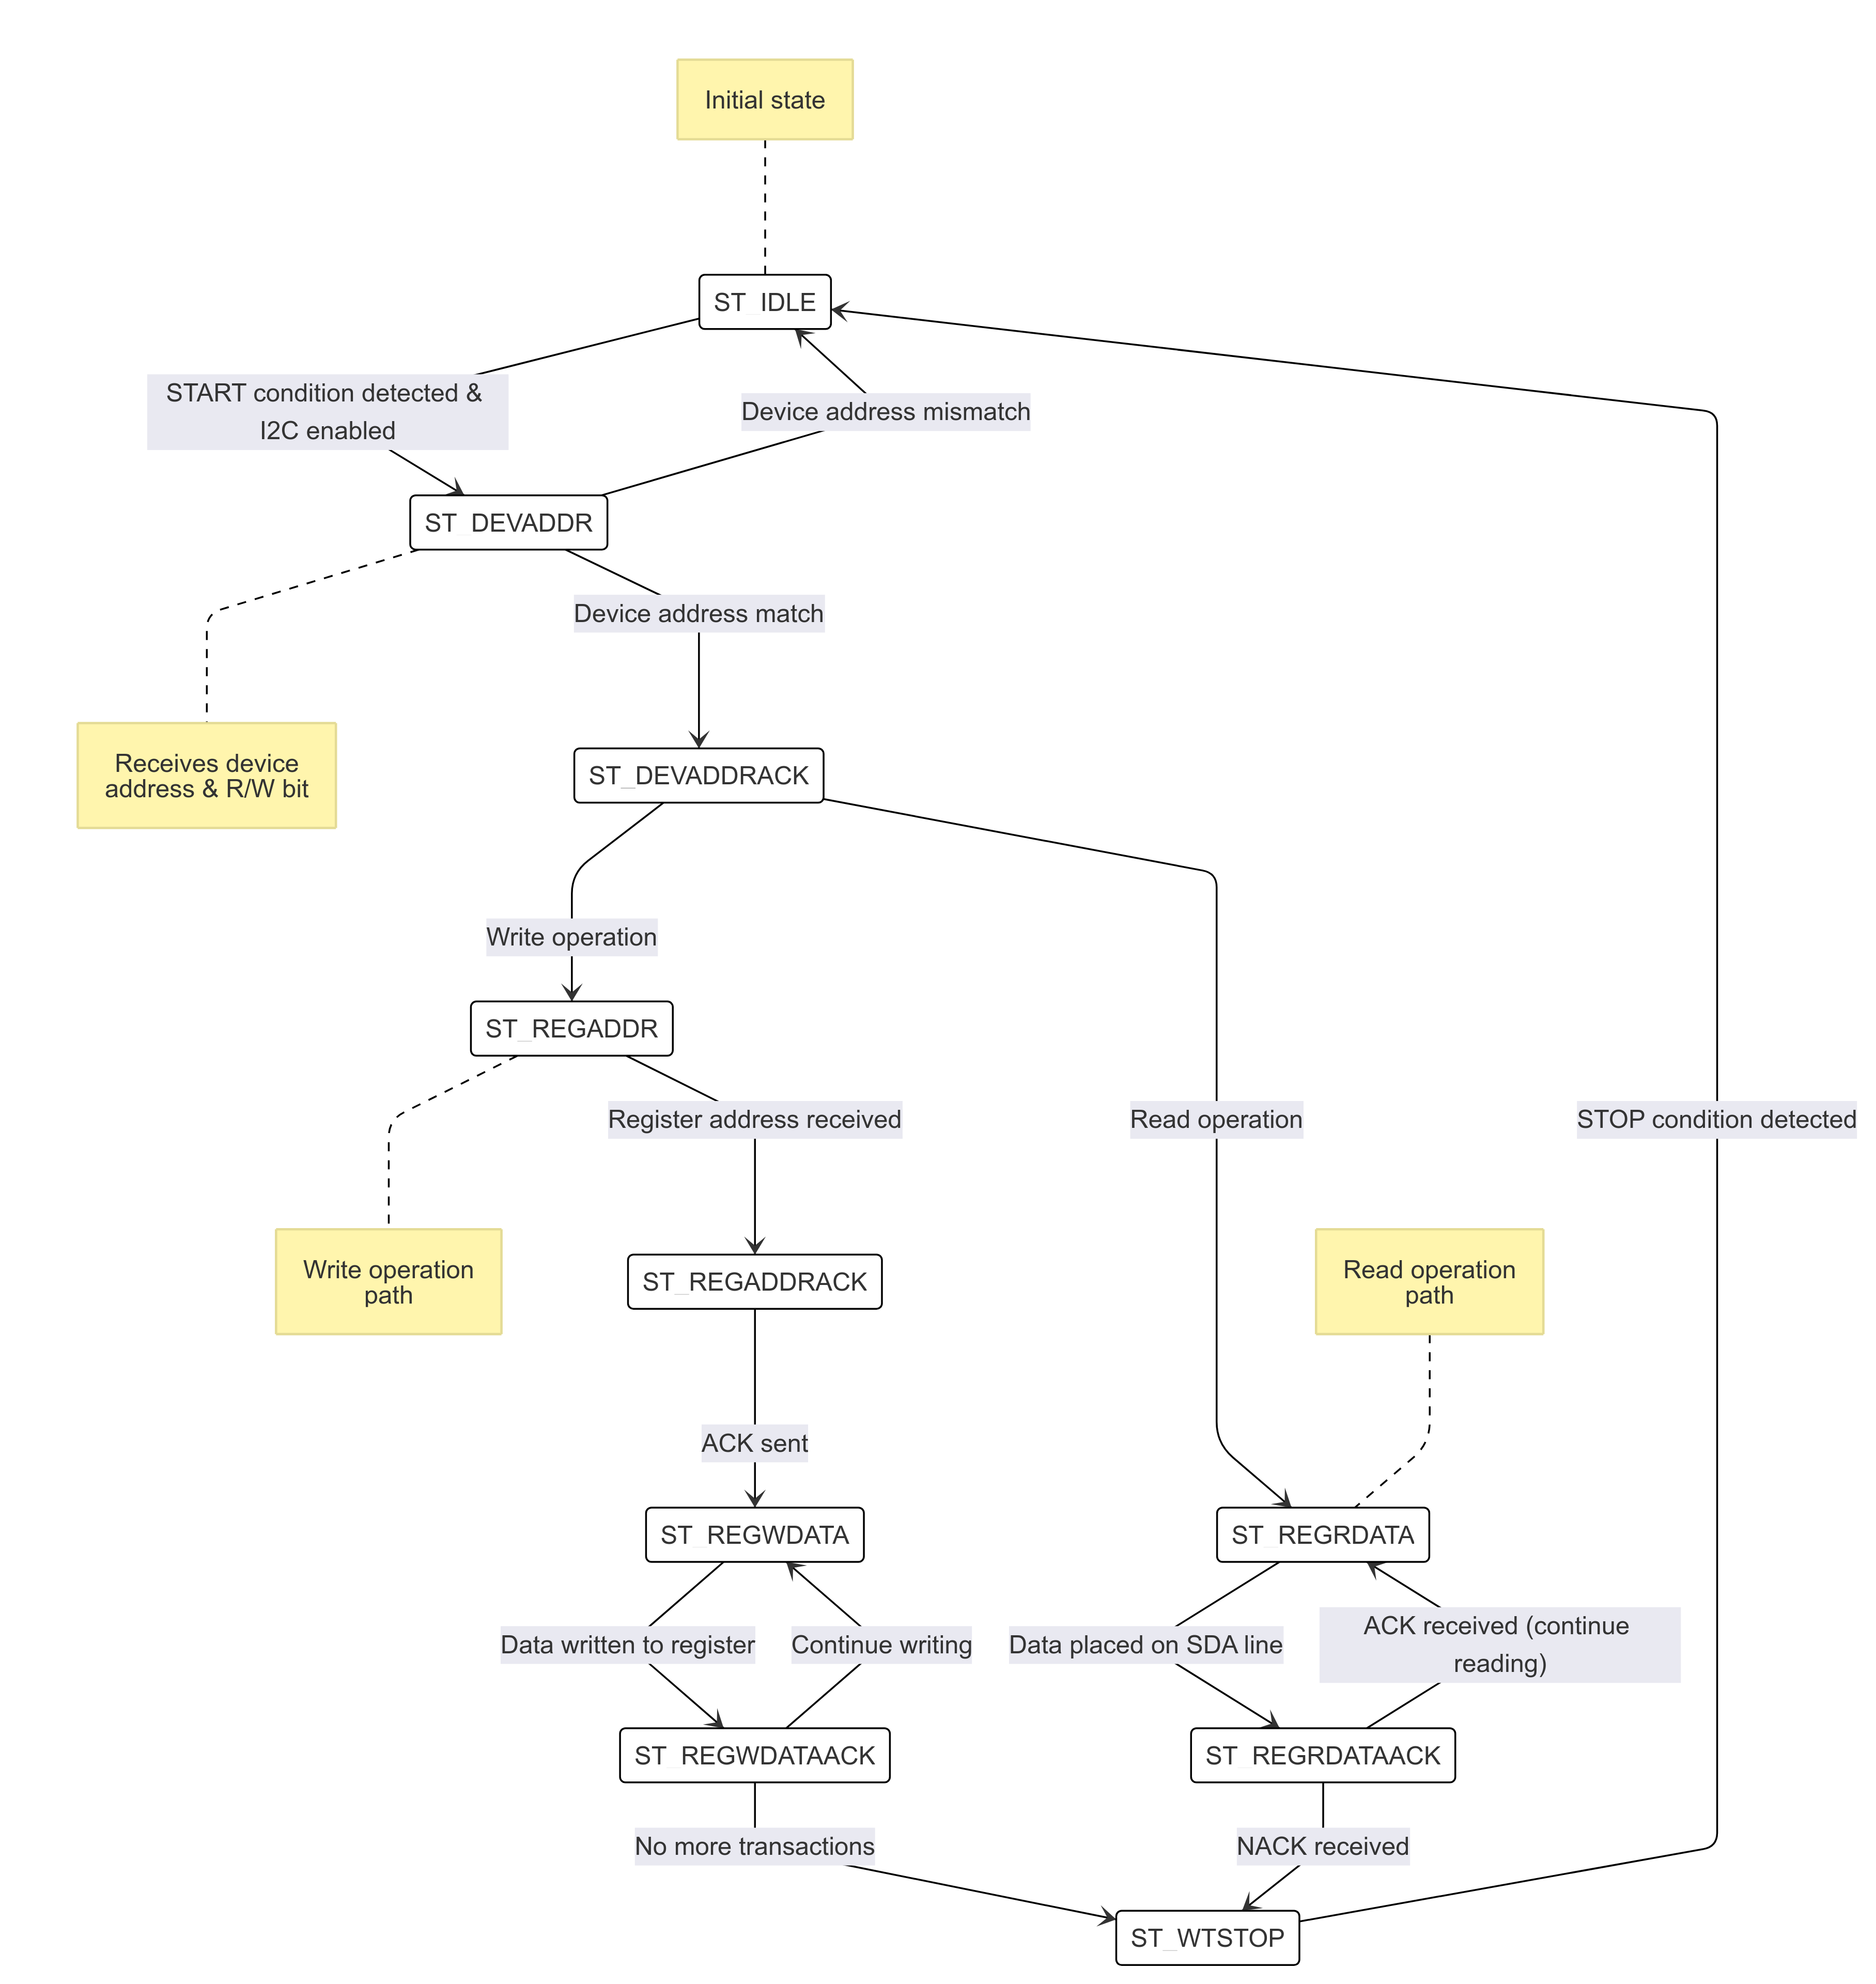 Initial state
ST_IDLE
START condition detected &
I2C enabled
Device address mismatch
ST_DEVADDR
Device address match
Receives device
address & R/W bit
ST_DEVADDRACK
Write operation
ST_REGADDR
Register address received
Read operation
STOP condition detected
Write operation
path
ST_REGADDRACK
Read operation
path
ACK sent
ST_REGWDATA
ST_REGRDATA
Data written to register
Continue writing
Data placed on SDA line
ACK received (continue
reading)
ST_REGWDATAACK
ST_REGRDATAACK
No more transactions
NACK received
ST_WTSTOP